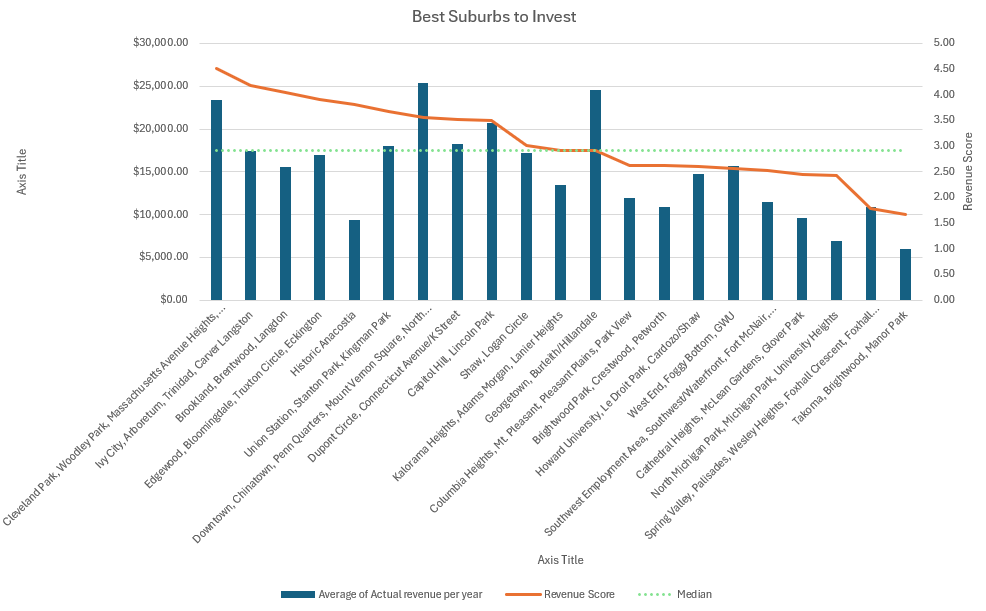 Best Suburbs to Invest
$30,000.00
$25,000.00
$20,000.00
$15,000.00
$10,000.00
$5,000.00
$0.00
Axis Title
5.00
4.50
4.00
3.50
3.00
2.50
2.00
1.50
1.00
0.50
0.00
Revenue Score
Cleveland Park, Woodley Park, Massachusetts Avenue Heights,...
Ivy City, Arboretum, Trinidad, Carver Langston
Brookland, Brentwood, Langdon
Edgewood, Bloomingdale, Truxton Circle, Eckington
Historic Anacostia
Union Station, Stanton Park, Kingman Park
Downtown, Chinatown, Penn Quarters, Mount Vernon Square, North...
Dupont Circle, Connecticut Avenue/K Street
Capitol Hill, Lincoln Park
Shaw, Logan Circle
Kalorama Heights, Adams Morgan, Lanier Heights
Georgetown, Burleith/Hillandale
Columbia Heights, Mt. Pleasant, Pleasant Plains, Park View
Brightwood Park, Crestwood, Petworth
Howard University, Le Droit Park, Cardozo/Shaw
West End, Foggy Bottom, GWU
Southwest Employment Area, Southwest/Waterfront, Fort McNair,...
Cathedral Heights, McLean Gardens, Glover Park
North Michigan Park, Michigan Park, University Heights
Spring Valley, Palisades, Wesley Heights, Foxhall Crescent, Foxhall...
Takoma, Brightwood, Manor Park
Axis Title
Average of Actual revenue per year
Revenue Score
Median